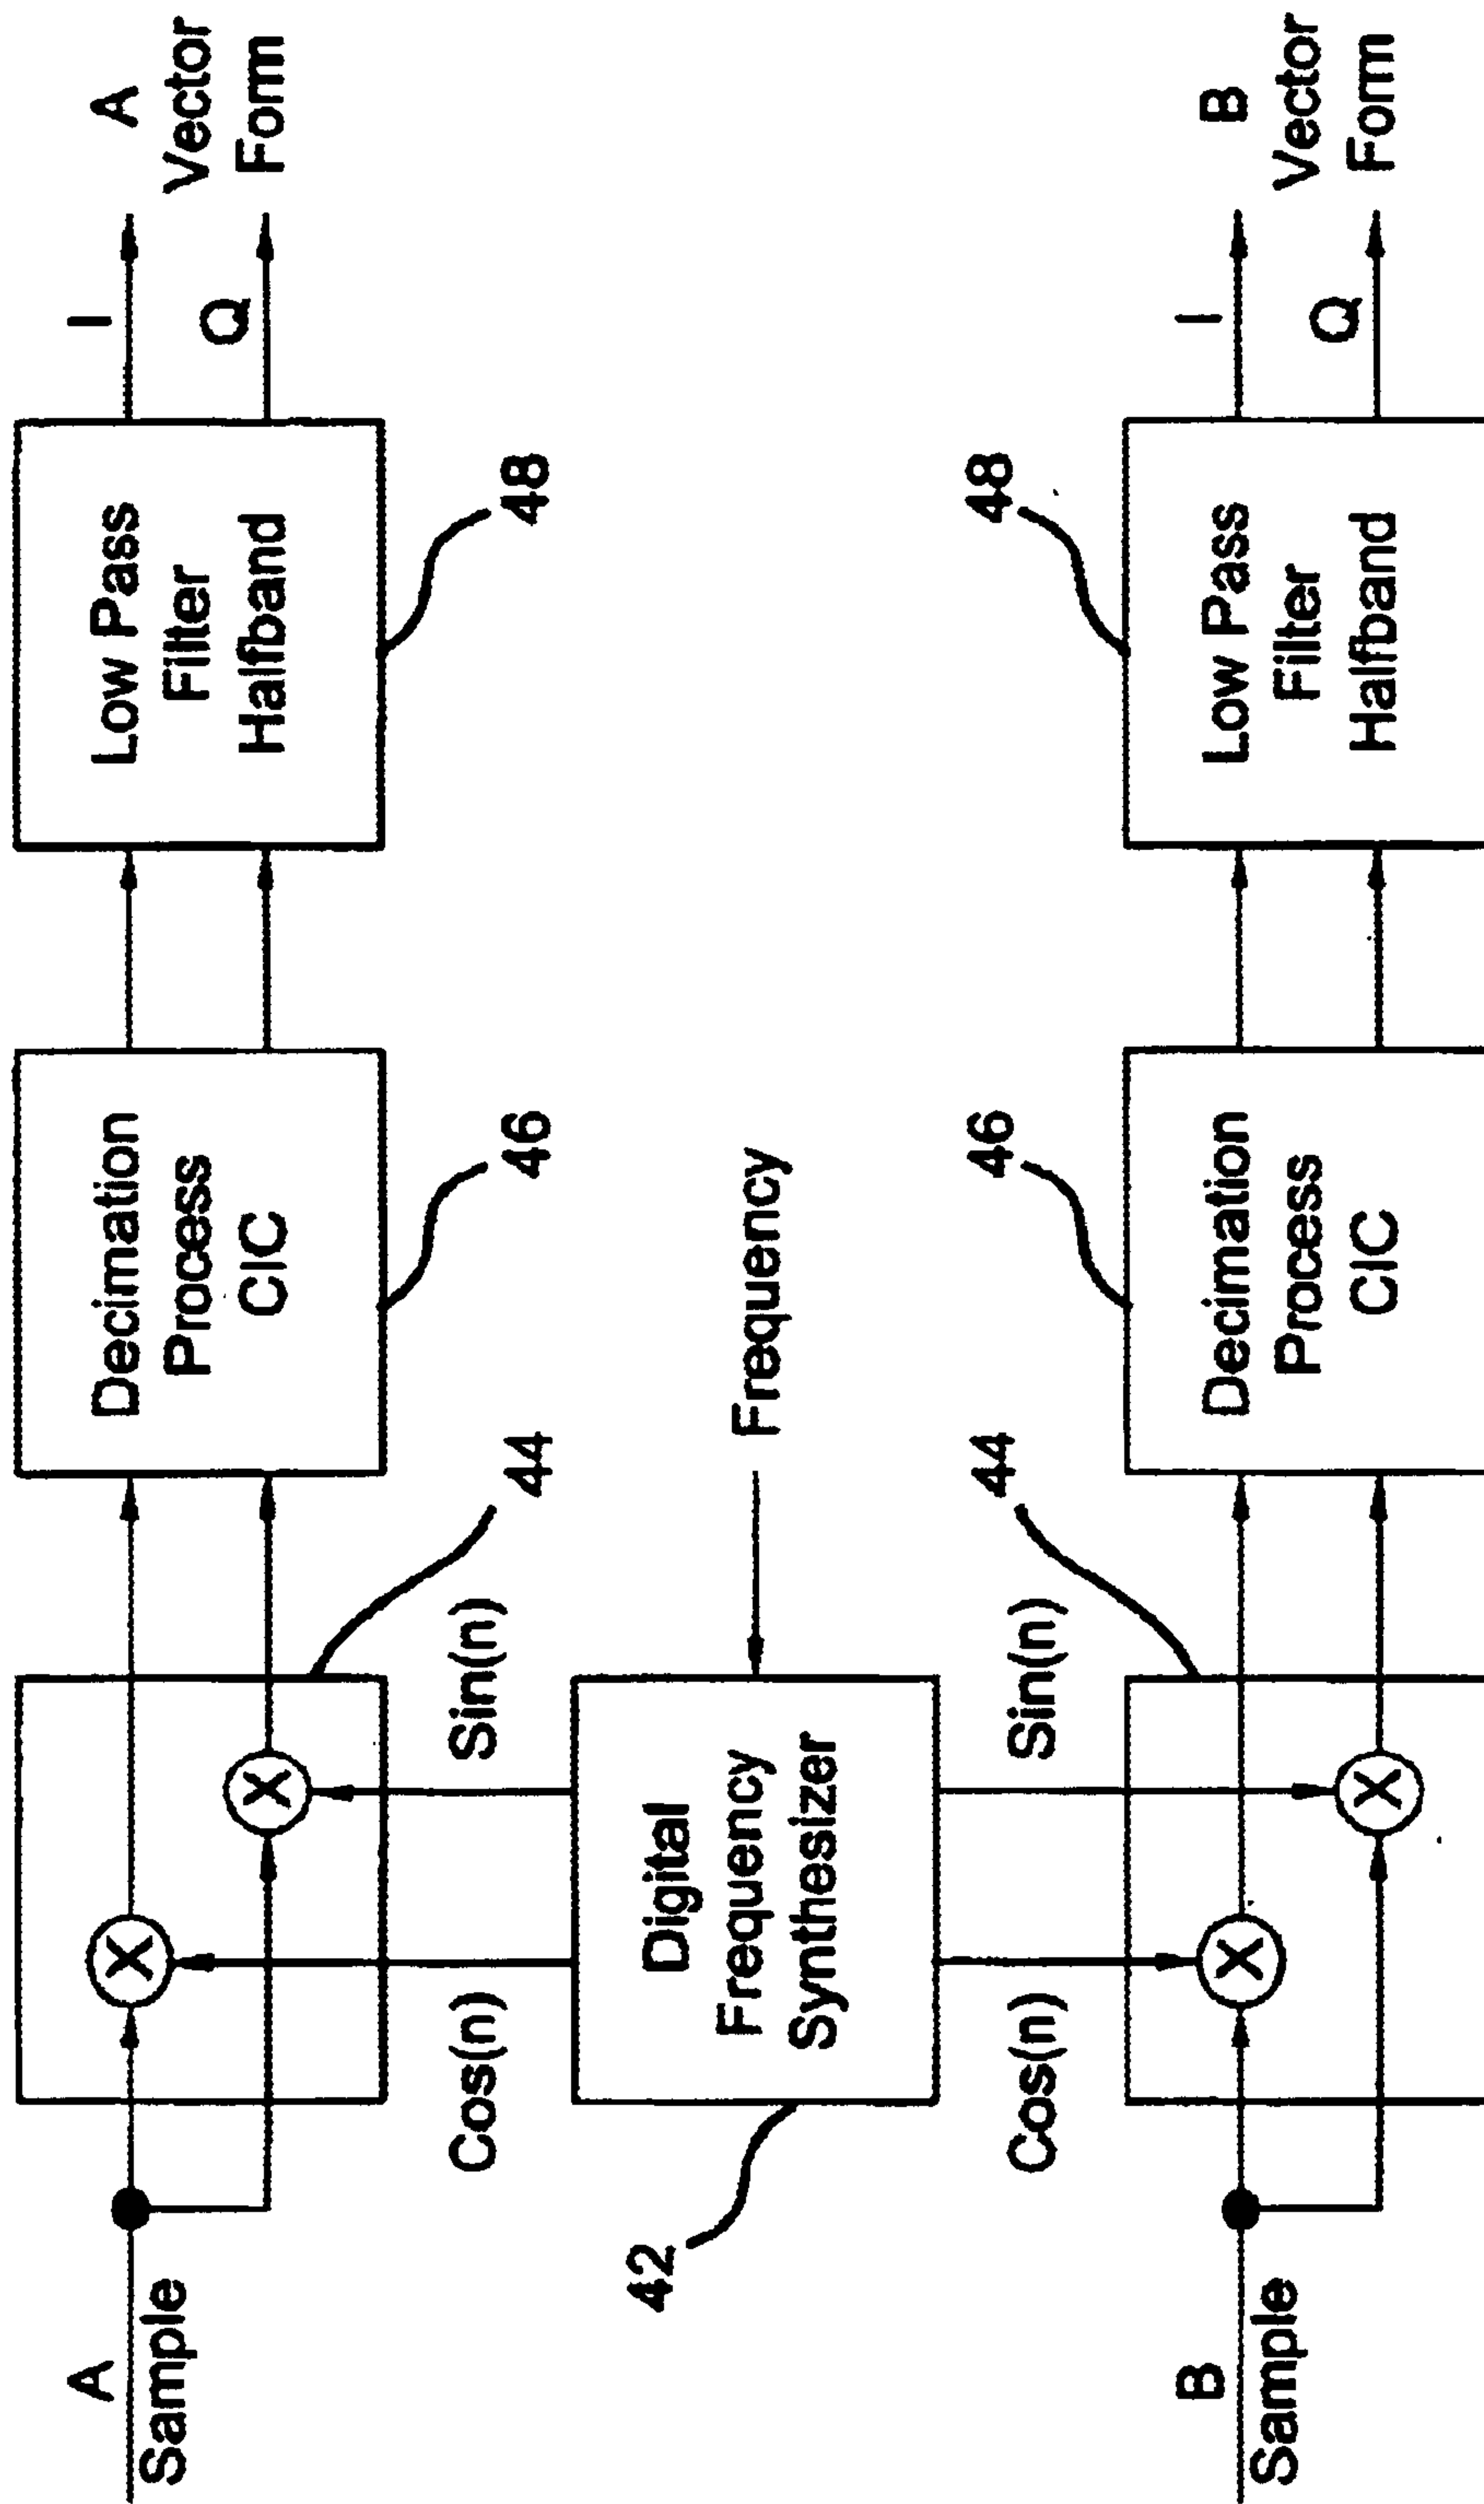 A
Sample
44
Decimation
Process
CIC
46
Low Pass
Filter
Halfband
48
I
Q
A
Vector
Form
Cos(n)
Sin(n)
42
Digital
Frequency
Synthesizer
Frequency
Cos(n)
Sin(n)
B
Sample
44
Decimation
Process
CIC
46
Low Pass
Filter
Halfband
48
I
Q
B
Vector
Form
X
X
X
X